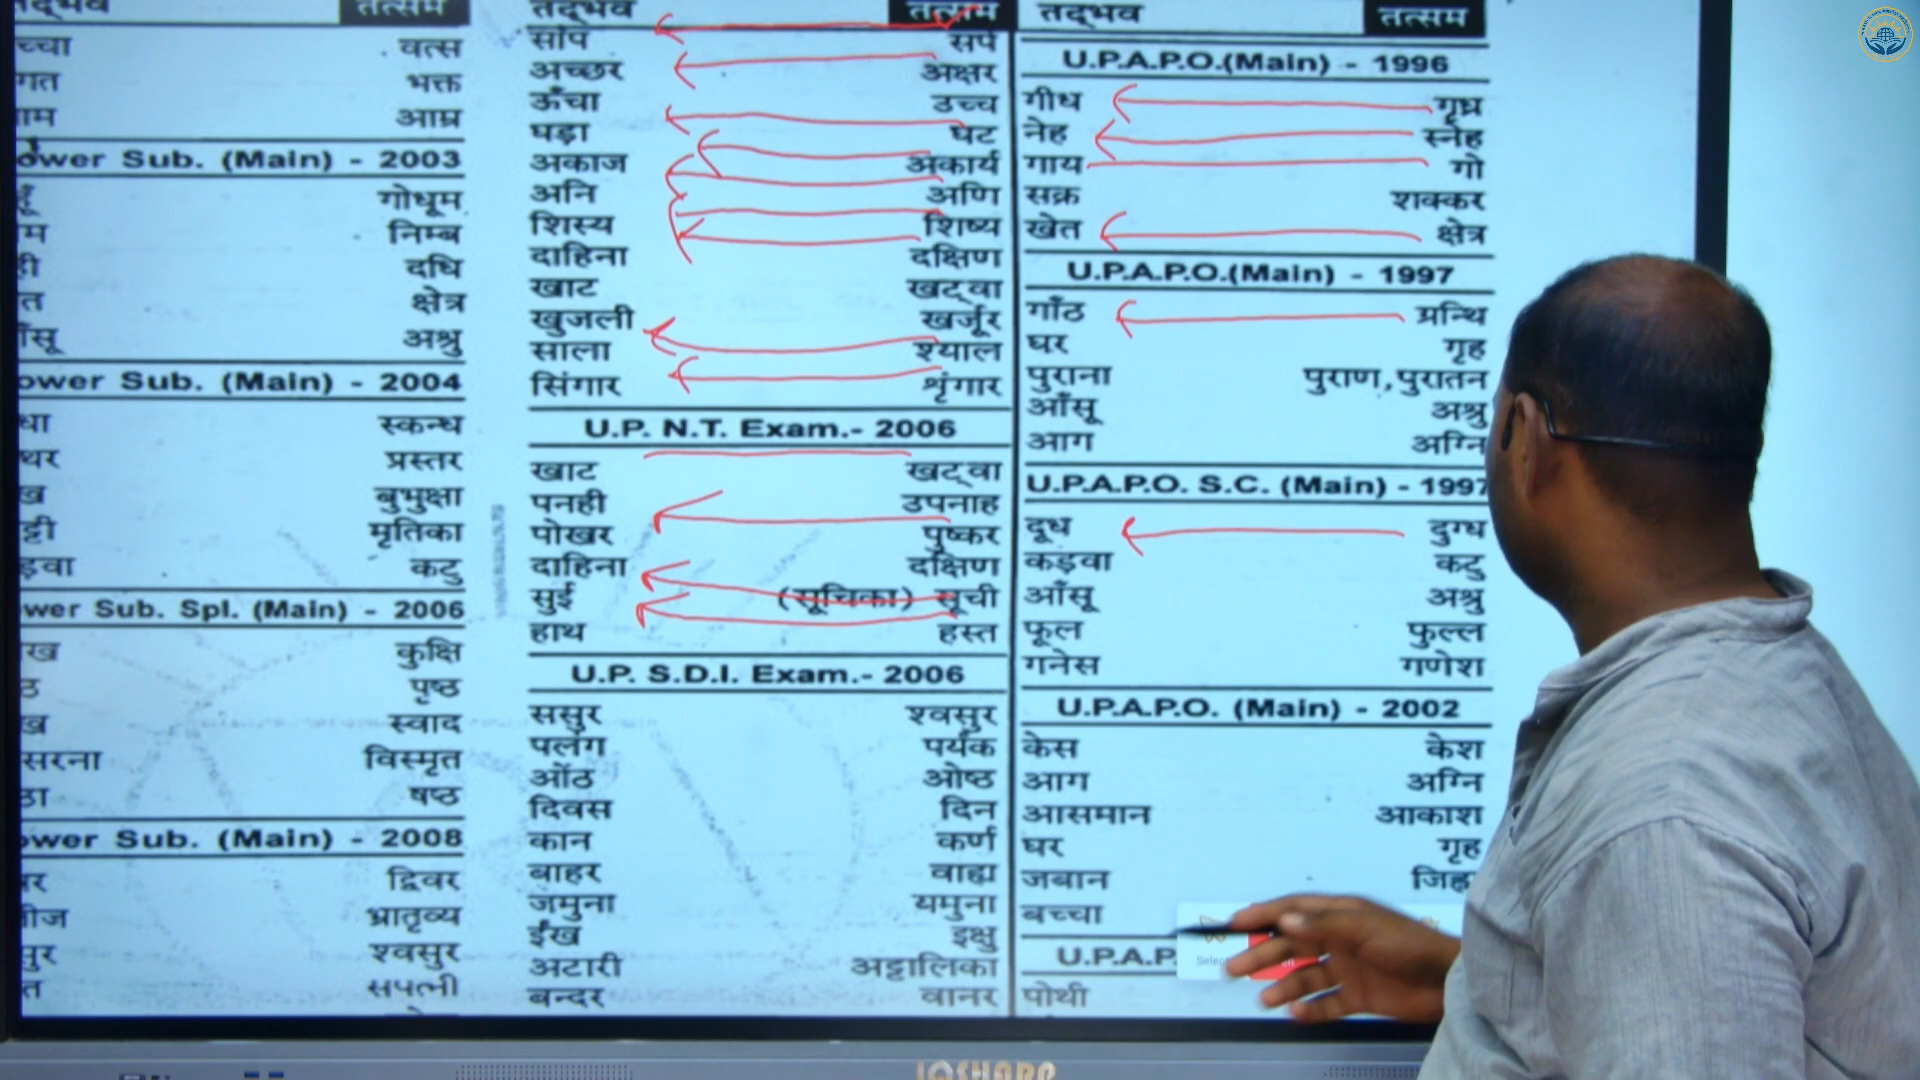 तद्भव तत्सम
च्चा वत्स
गत भक्त
ाम आम्र
ower Sub. (Main) - 2003
हूँ गोधूम
म निम्ब
ही दधि
त क्षेत्र
ाँसू अश्रु
ower Sub. (Main) - 2004
धा स्कन्ध
थर प्रस्तर
ख बुभुक्षा
ट्टी मृतिका
ड़वा कटु
wer Sub. Spl. (Main) - 2006
ख कुक्षि
ठ पृष्ठ
ख स्वाद
सरना विस्मृत
ठा षष्ठ
ower Sub. (Main) - 2008
र द्विवर
ीज भ्रातृव्य
सुर श्वसुर
त सपत्नी
तद्भव तत्सम
साँप सर्प
अच्छर अक्षर
ऊँचा उच्च
घड़ा घट
अकाज अकार्य
अनि अणि
शिस्य शिष्य
दाहिना दक्षिण
खाट खट्वा
खुजली खर्जूर
साला श्याल
सिंगार शृंगार
U.P. N.T. Exam.- 2006
खाट खट्वा
पनही उपनाह
पोखर पुष्कर
दाहिना दक्षिण
सुई (सूचिका) सूची
हाथ हस्त
U.P. S.D.I. Exam.- 2006
ससुर श्वसुर
पलंग पर्यंक
ओंठ ओष्ठ
दिवस दिन
कान कर्ण
बाहर वाह्य
जमुना यमुना
ईख इक्षु
अटारी अट्टालिका
बन्दर वानर
तद्भव तत्सम
U.P.A.P.O.(Main) - 1996
गीध गृध्र
नेह स्नेह
गाय गो
सक्र शक्कर
खेत क्षेत्र
U.P.A.P.O.(Main) - 1997
गाँठ ग्रन्थि
घर गृह
पुराना पुराण,पुरातन
आँसू अश्रु
आग अग्नि
U.P.A.P.O. S.C. (Main) - 1997
दूध दुग्ध
कड़वा कटु
आँसू अश्रु
फूल फुल्ल
गनेस गणेश
U.P.A.P.O. (Main) - 2002
केस केश
आग अग्नि
आसमान आकाश
घर गृह
जबान जिह्
बच्चा
U.P.A.P.
Select
पोथी
IQSHARP